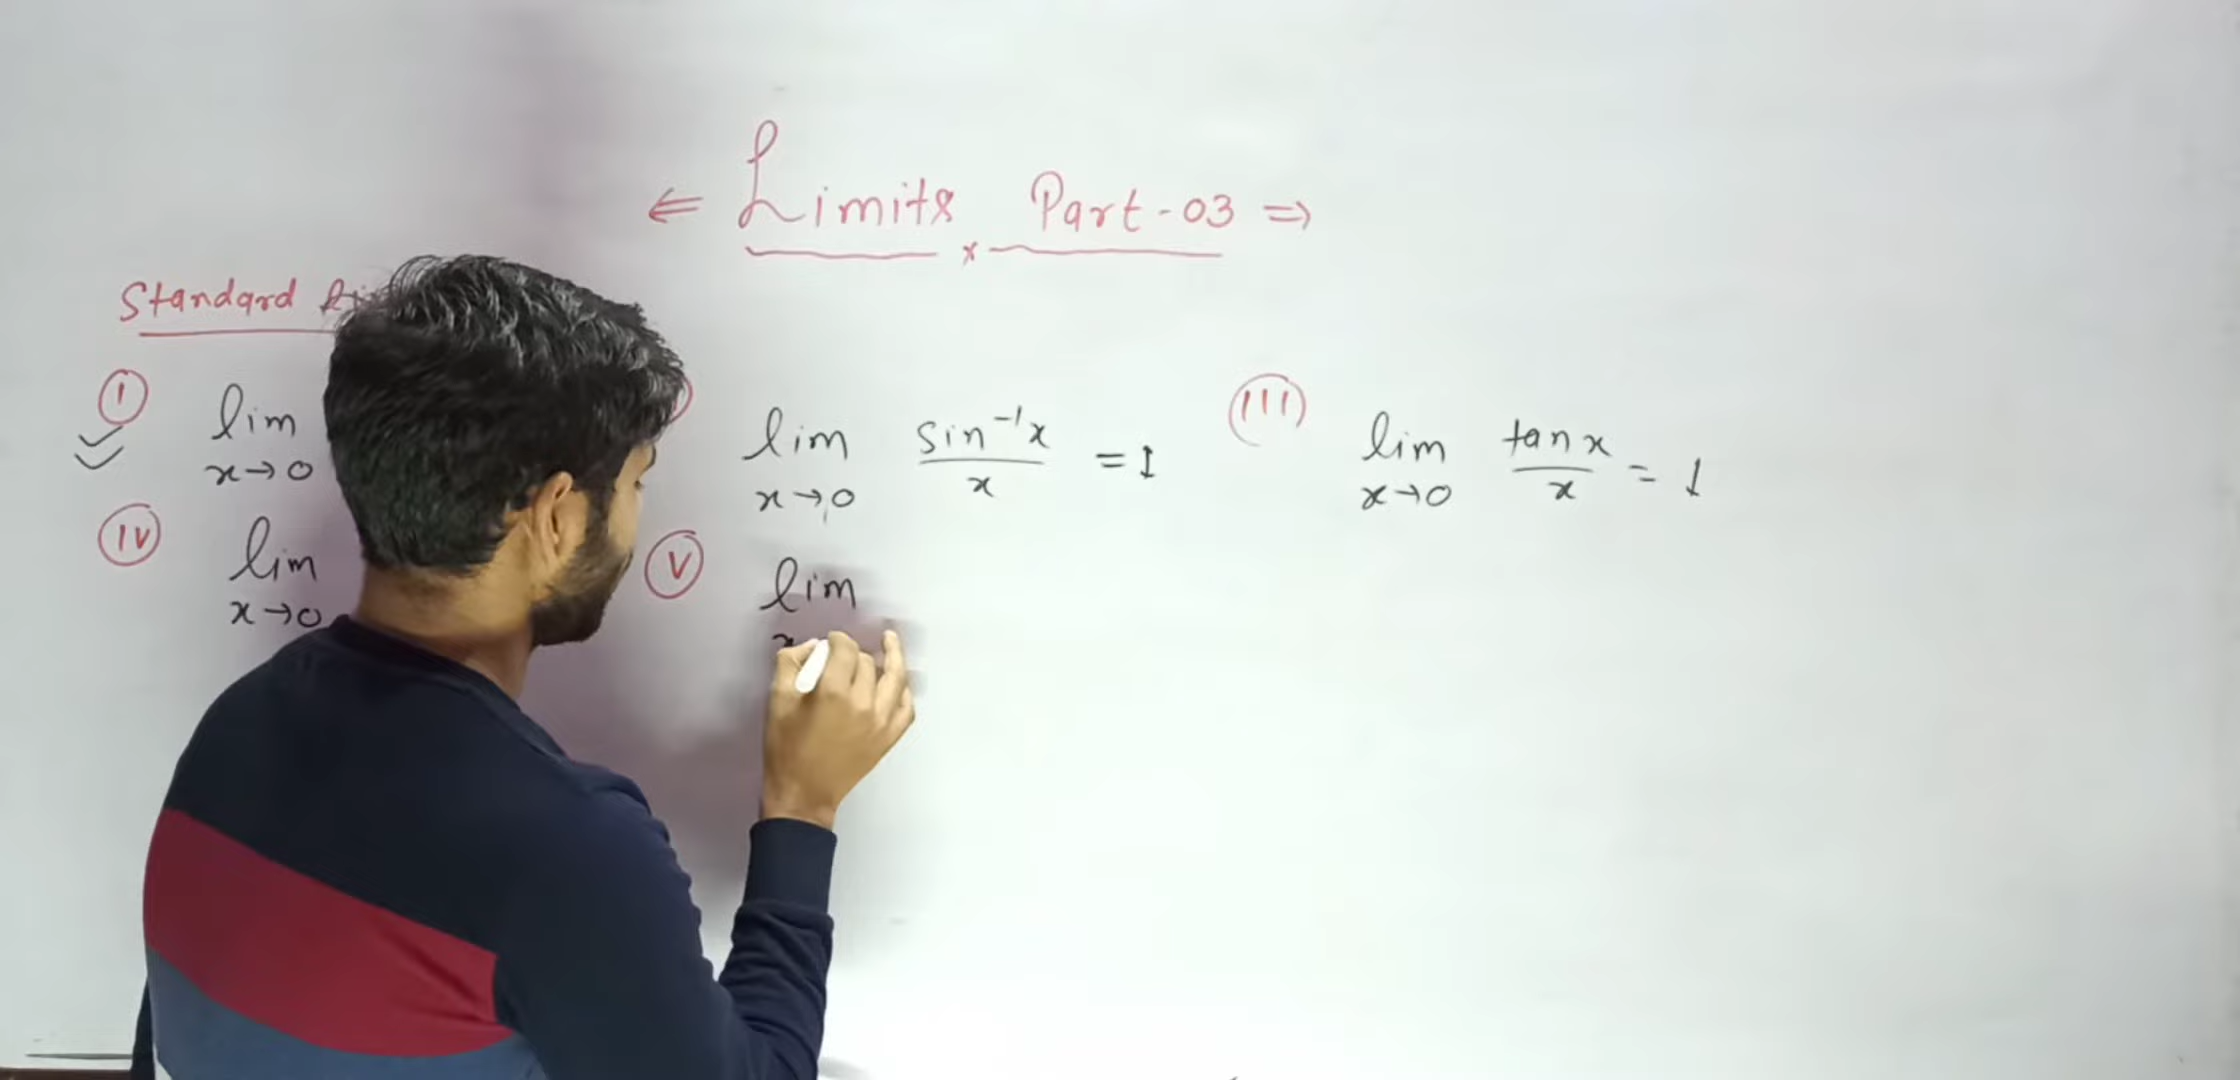 ⇐ Limits Part-03 ⇒
Standard
(I) lim x→0
lim x→0 sin⁻¹x / x = 1
(III) lim x→0 tan x / x = 1
(IV) lim x→0
(V) lim